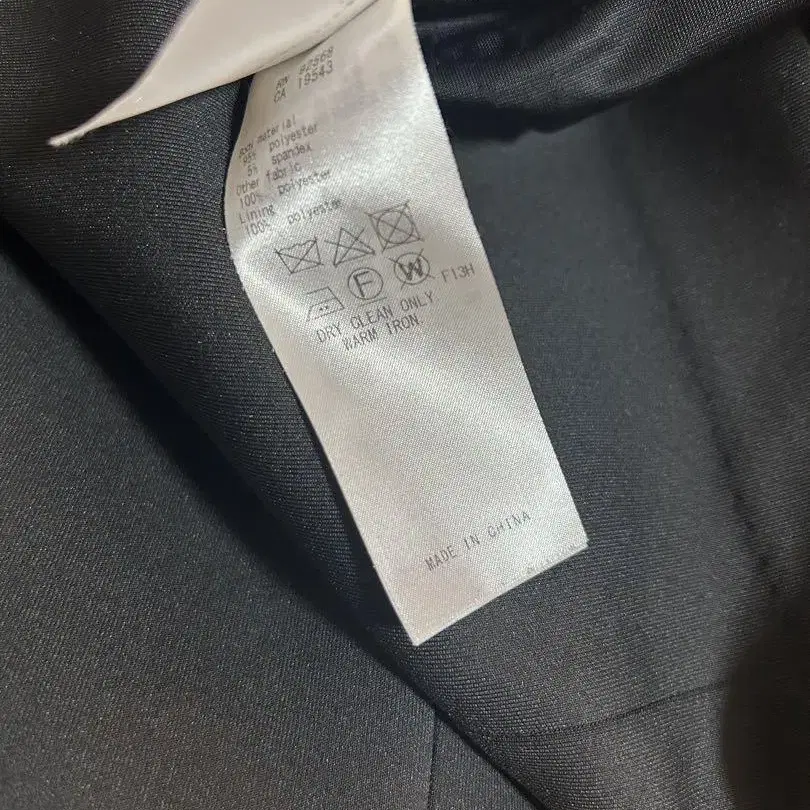 RN 92568
CA 19543
Body material
95% polyester
5% spandex
Other fabric
100% polyester
Lining
100% polyester
F W F13H
DRY CLEAN ONLY
WARM IRON
MADE IN CHINA